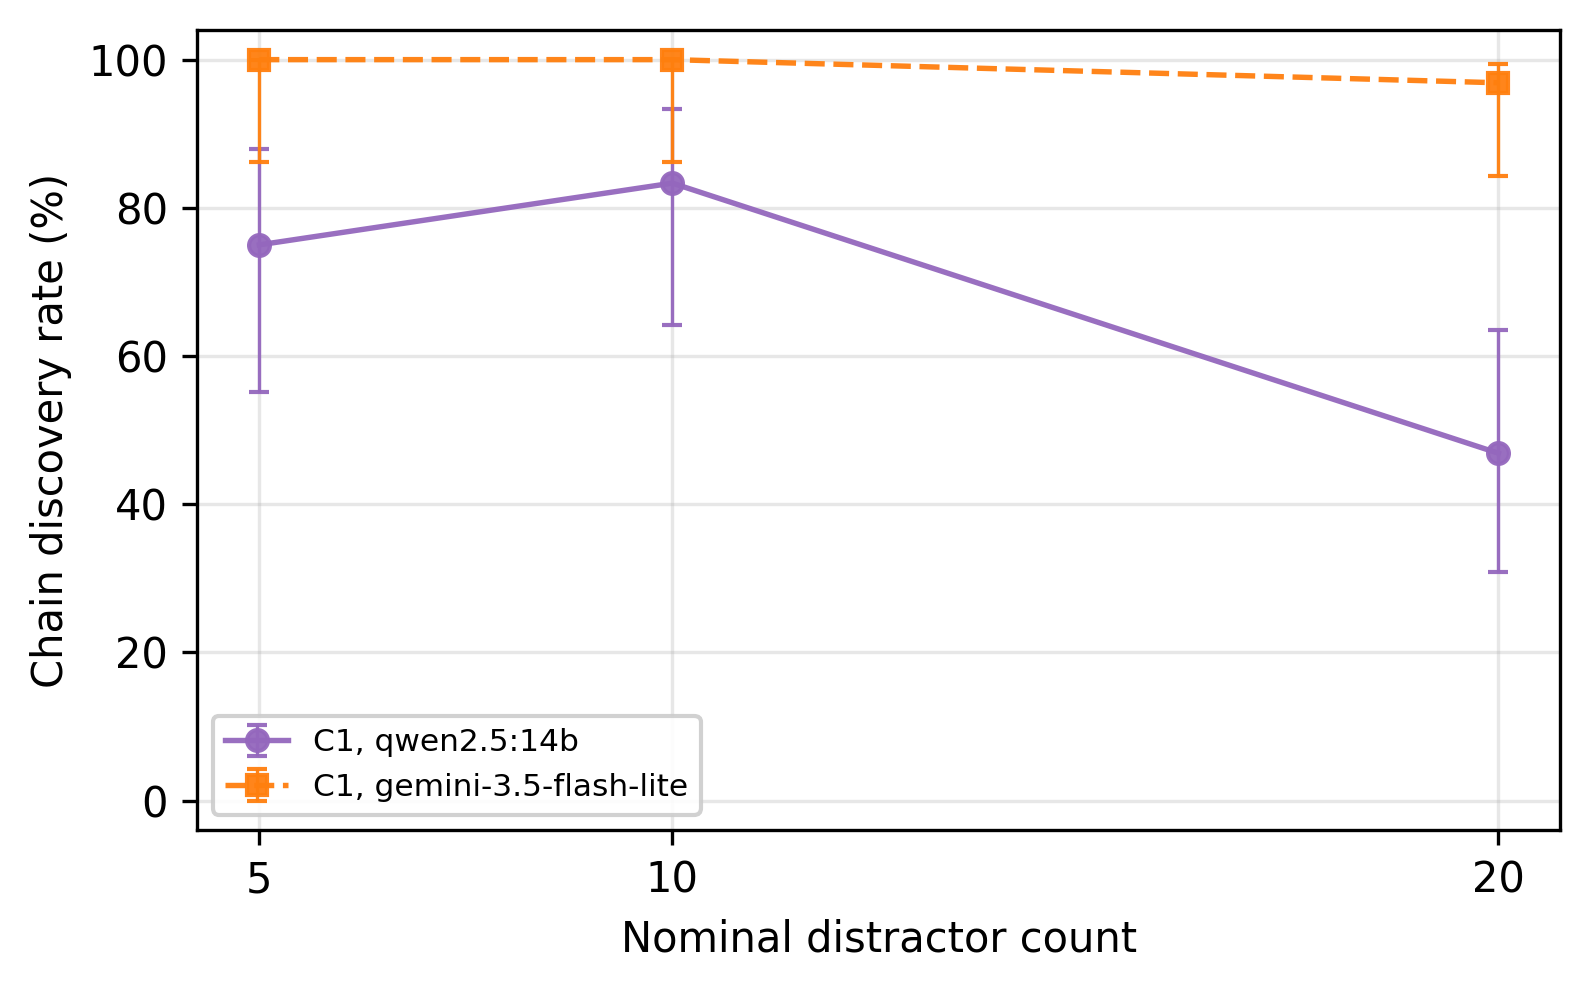 Chain discovery rate (%)
100
80
60
40
20
0
C1, qwen2.5:14b
C1, gemini-3.5-flash-lite
5 10 20
Nominal distractor count